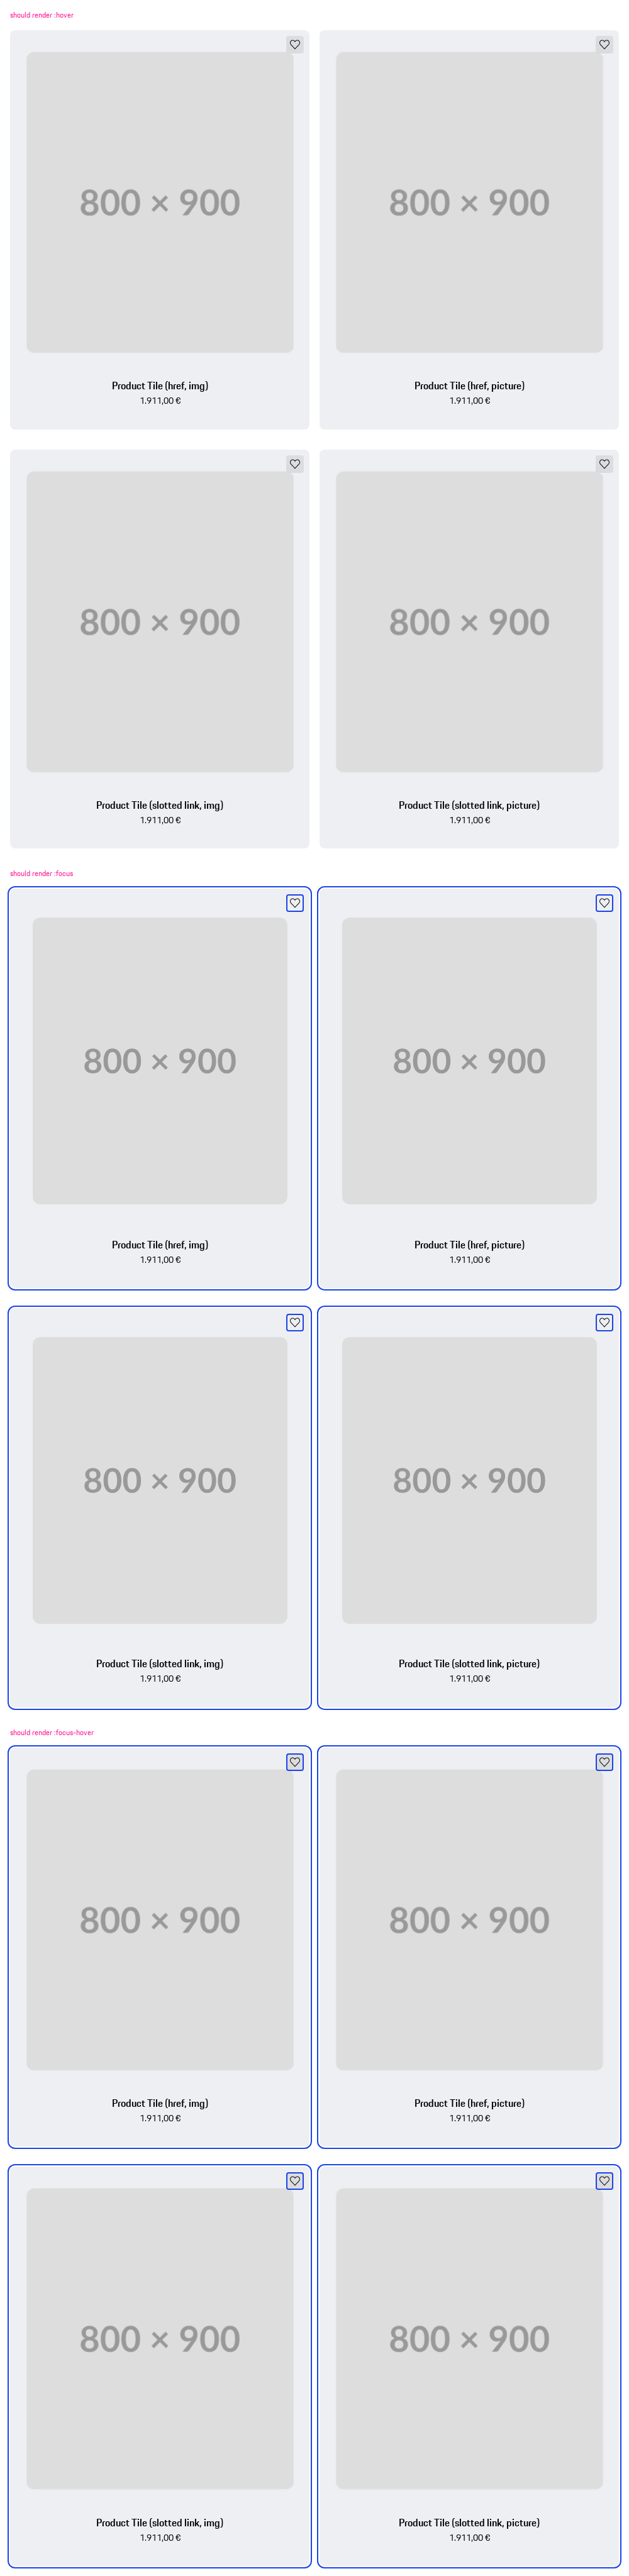 should render :hover
800 × 900
800 × 900
Product Tile (href, img)
1.911,00 €
Product Tile (href, picture)
1.911,00 €
800 × 900
800 × 900
Product Tile (slotted link, img)
1.911,00 €
Product Tile (slotted link, picture)
1.911,00 €
should render :focus
800 × 900
800 × 900
Product Tile (href, img)
1.911,00 €
Product Tile (href, picture)
1.911,00 €
800 × 900
800 × 900
Product Tile (slotted link, img)
1.911,00 €
Product Tile (slotted link, picture)
1.911,00 €
should render :focus-hover
800 × 900
800 × 900
Product Tile (href, img)
1.911,00 €
Product Tile (href, picture)
1.911,00 €
800 × 900
800 × 900
Product Tile (slotted link, img)
1.911,00 €
Product Tile (slotted link, picture)
1.911,00 €